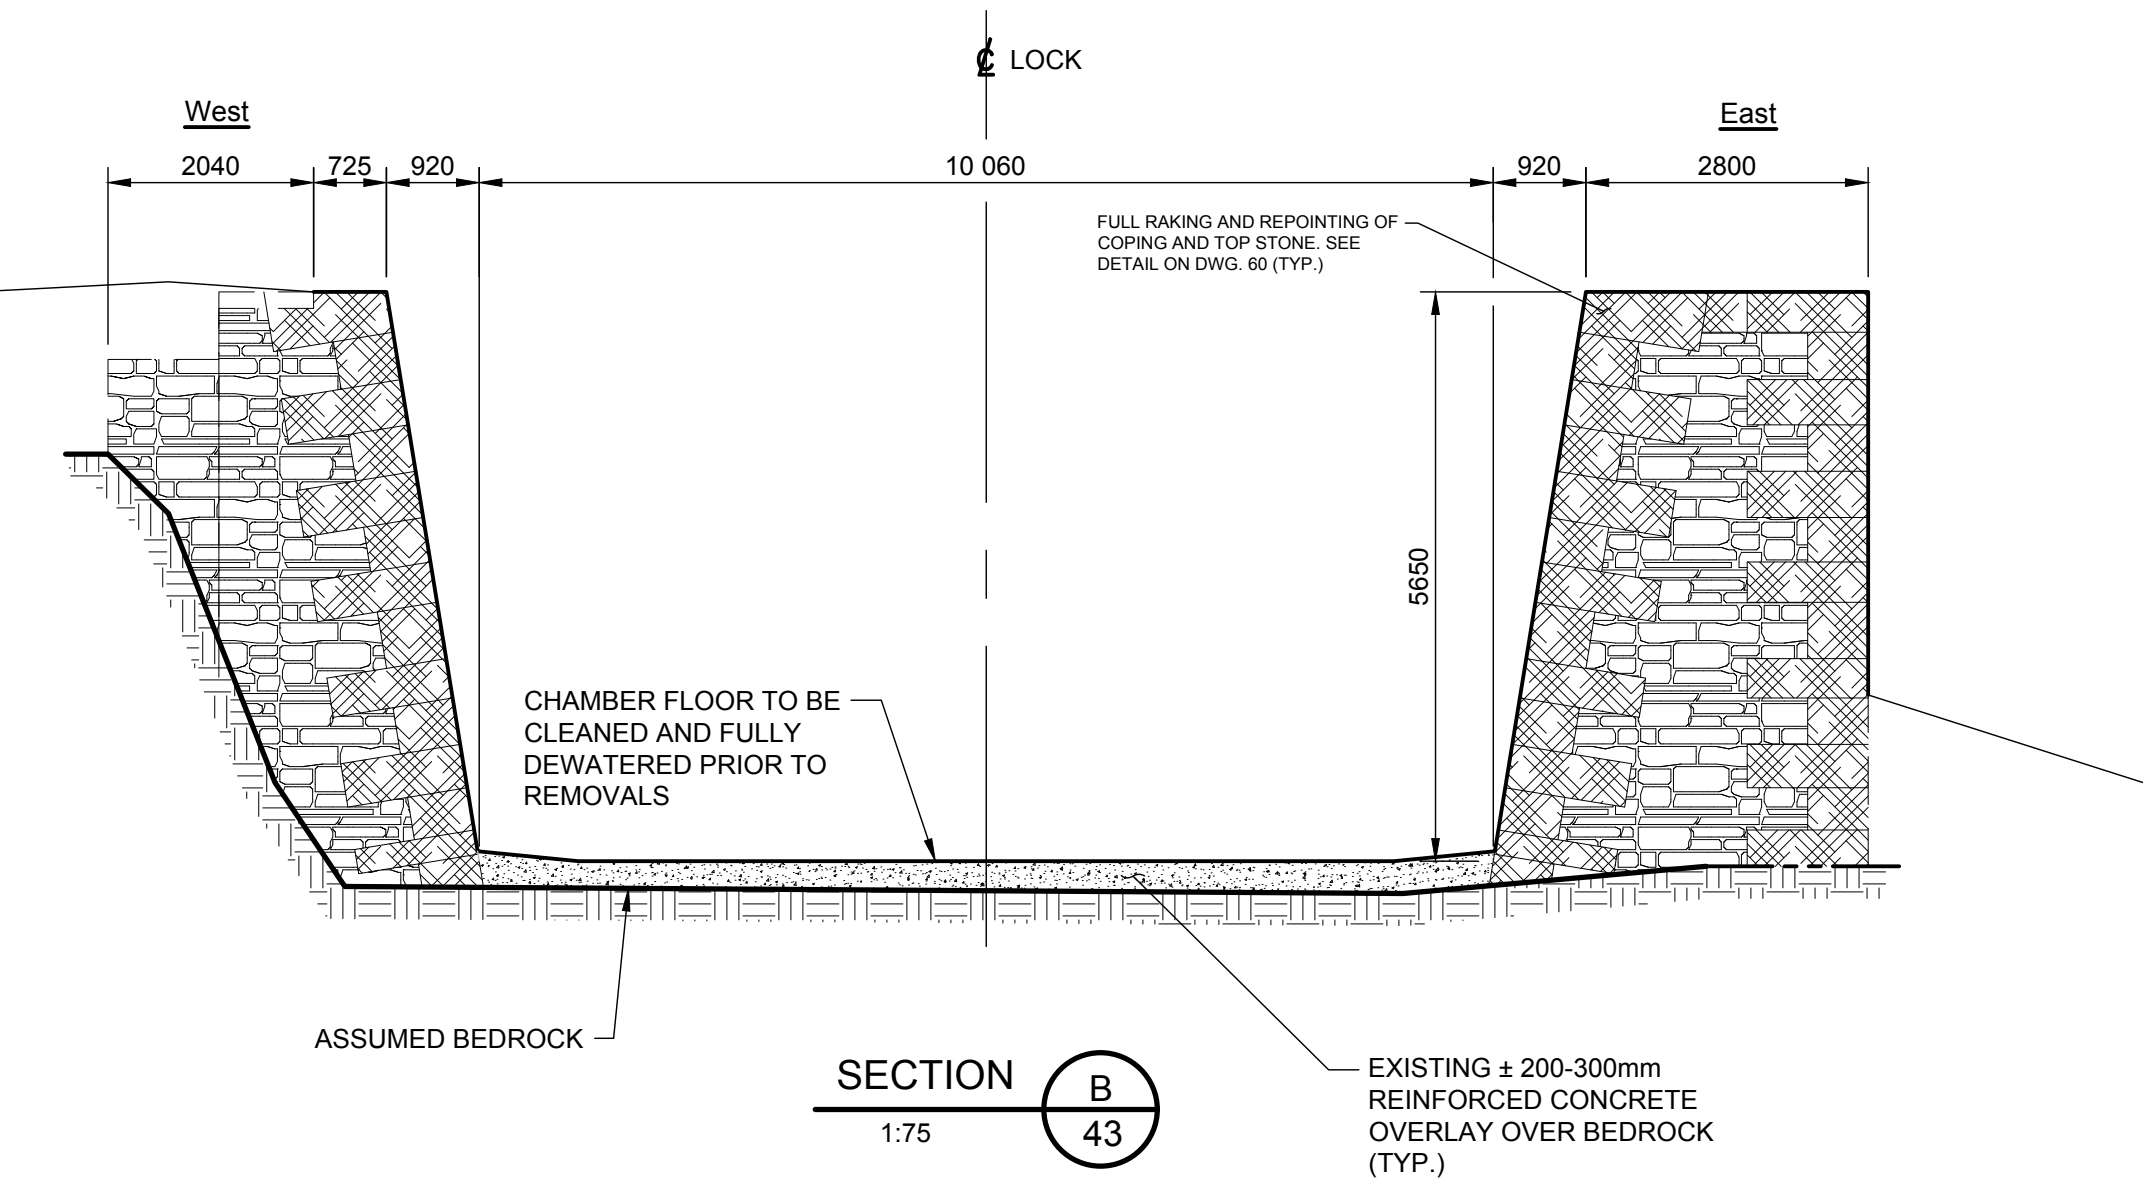 ℄ LOCK
West
East
2040
725
920
10 060
920
2800
FULL RAKING AND REPOINTING OF
COPING AND TOP STONE. SEE
DETAIL ON DWG. 60 (TYP.)
5650
CHAMBER FLOOR TO BE
CLEANED AND FULLY
DEWATERED PRIOR TO
REMOVALS
ASSUMED BEDROCK
SECTION
B
1:75
43
EXISTING ± 200-300mm
REINFORCED CONCRETE
OVERLAY OVER BEDROCK
(TYP.)